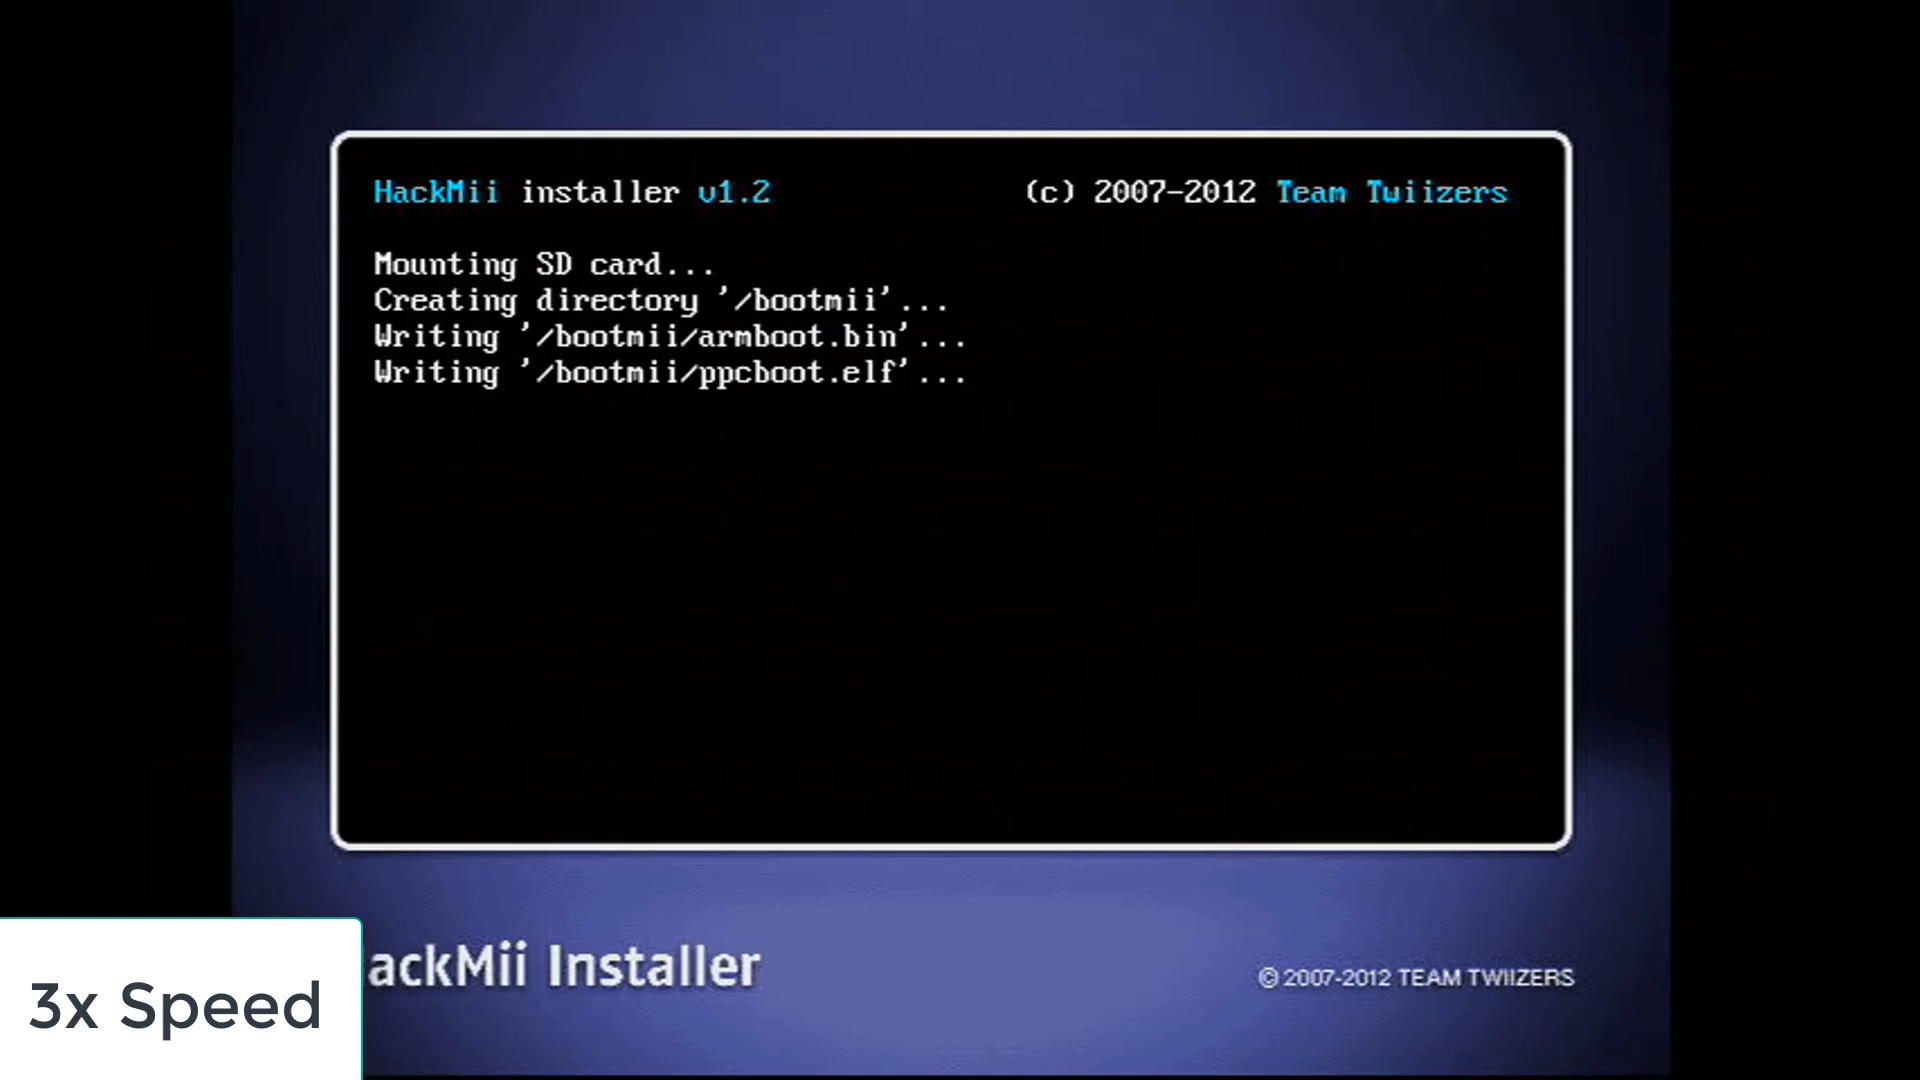 HackMii installer v1.2 (c) 2007-2012 Team Twiizers
Mounting SD card...
Creating directory '/bootmii'...
Writing '/bootmii/armboot.bin'...
Writing '/bootmii/ppcboot.elf'...
ackMii Installer
© 2007-2012 TEAM TWIIZERS
3x Speed